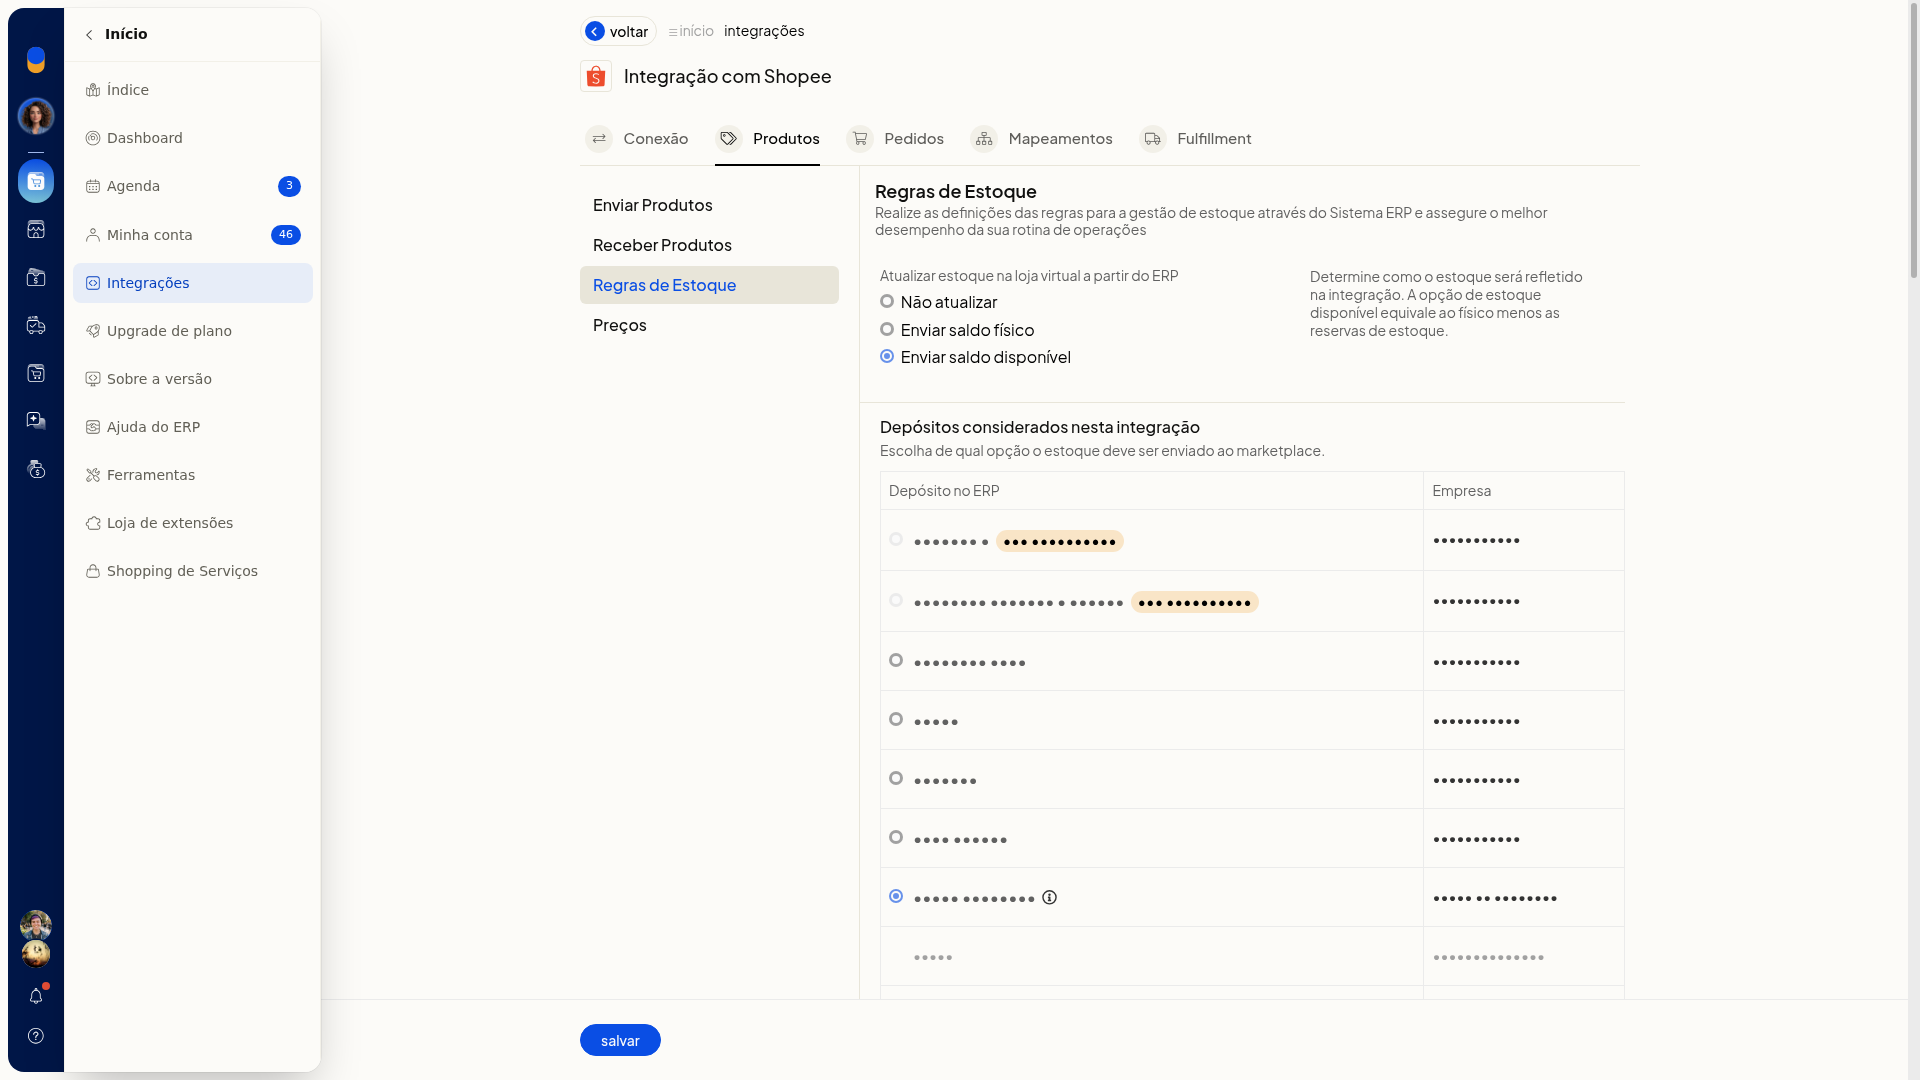 Início
Índice
Dashboard
Agenda
3
Minha conta
46
Integrações
Upgrade de plano
Sobre a versão
Ajuda do ERP
Ferramentas
Loja de extensões
Shopping de Serviços
voltar
início
integrações
Integração com Shopee
Conexão
Produtos
Pedidos
Mapeamentos
Fulfillment
Enviar Produtos
Receber Produtos
Regras de Estoque
Preços
Regras de Estoque
Realize as definições das regras para a gestão de estoque através do Sistema ERP e assegure o melhor
desempenho da sua rotina de operações
Atualizar estoque na loja virtual a partir do ERP
Não atualizar
Enviar saldo físico
Enviar saldo disponível
Determine como o estoque será refletido
na integração. A opção de estoque
disponível equivale ao físico menos as
reservas de estoque.
Depósitos considerados nesta integração
Escolha de qual opção o estoque deve ser enviado ao marketplace.
Depósito no ERP
Empresa
salvar